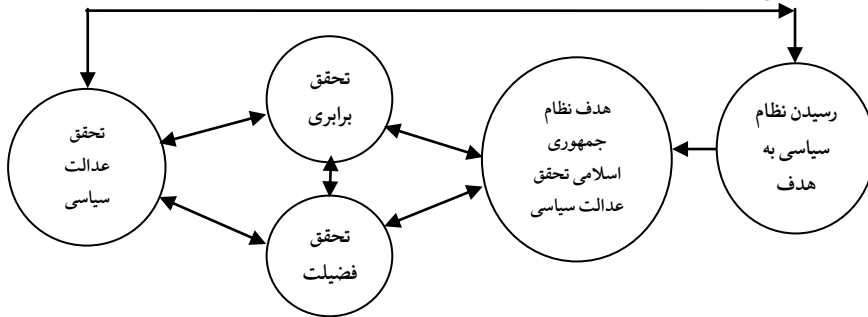 رسیدن نظام
سیاسی به
هدف
هدف نظام
جمهوری
اسلامی تحقق
عدالت سیاسی
تحقق
برابری
تحقق
فضیلت
تحقق
عدالت
سیاسی